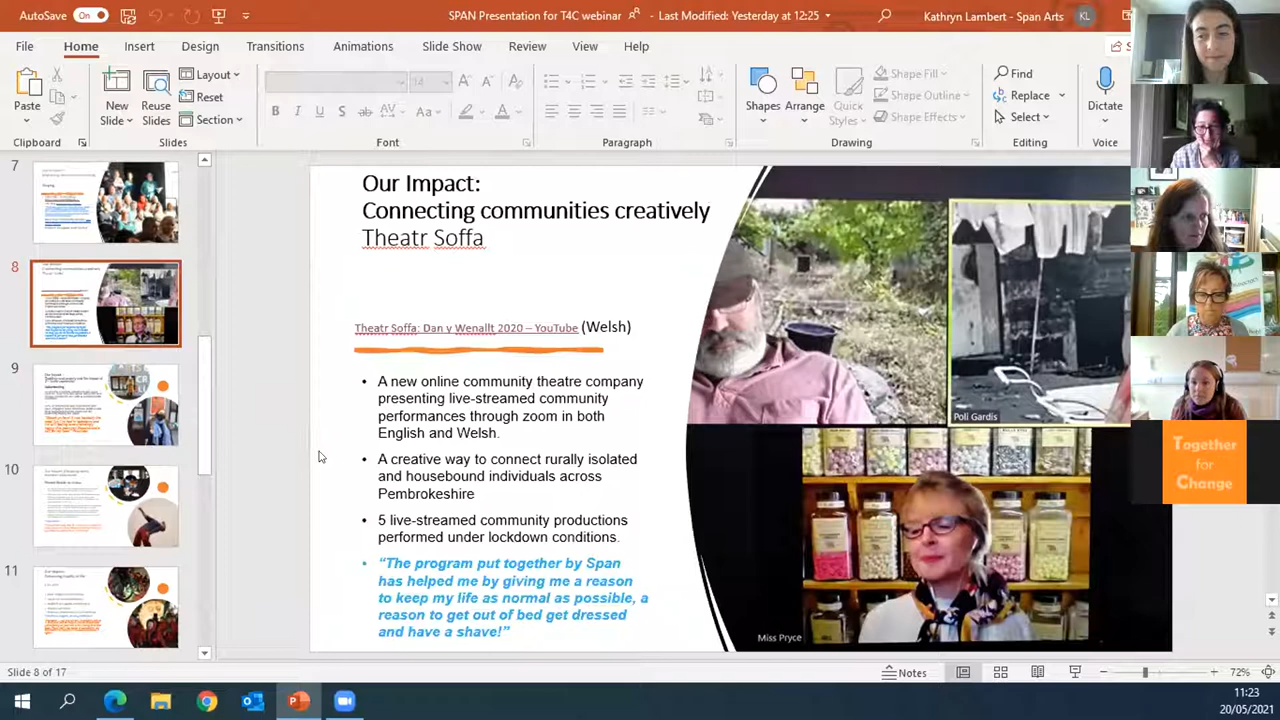 AutoSave On SPAN Presentation for T4C webinar - Last Modified: Yesterday at 12:25 Kathryn Lambert - Span Arts KL
File Home Insert Design Transitions Animations Slide Show Review View Help
Paste New Slide Reuse Slides Layout Reset Section Shapes Arrange Quick Styles Shape Fill Shape Outline Shape Effects Find Replace Select Dictate
Clipboard Slides Font Paragraph Drawing Editing Voice
7
8
9
10
11
Our Impact:
Connecting communities creatively
Theatr Soffa
Theatr Soffa: Dan y Wenallt 2020 – YouTube (Welsh)
• A new online community theatre company
presenting live-streamed community
performances through zoom in both
English and Welsh.
• A creative way to connect rurally isolated
and housebound individuals across
Pembrokeshire
• 5 live-streamed community productions
performed under lockdown conditions.
• “The program put together by Span
has helped me by giving me a reason
to keep my life as normal as possible, a
reason to get out of bed get dressed
and have a shave!”
Poli Gardis
Miss Pryce
Together
for
Change
Slide 8 of 17 Notes 72%
11:23
20/05/2021